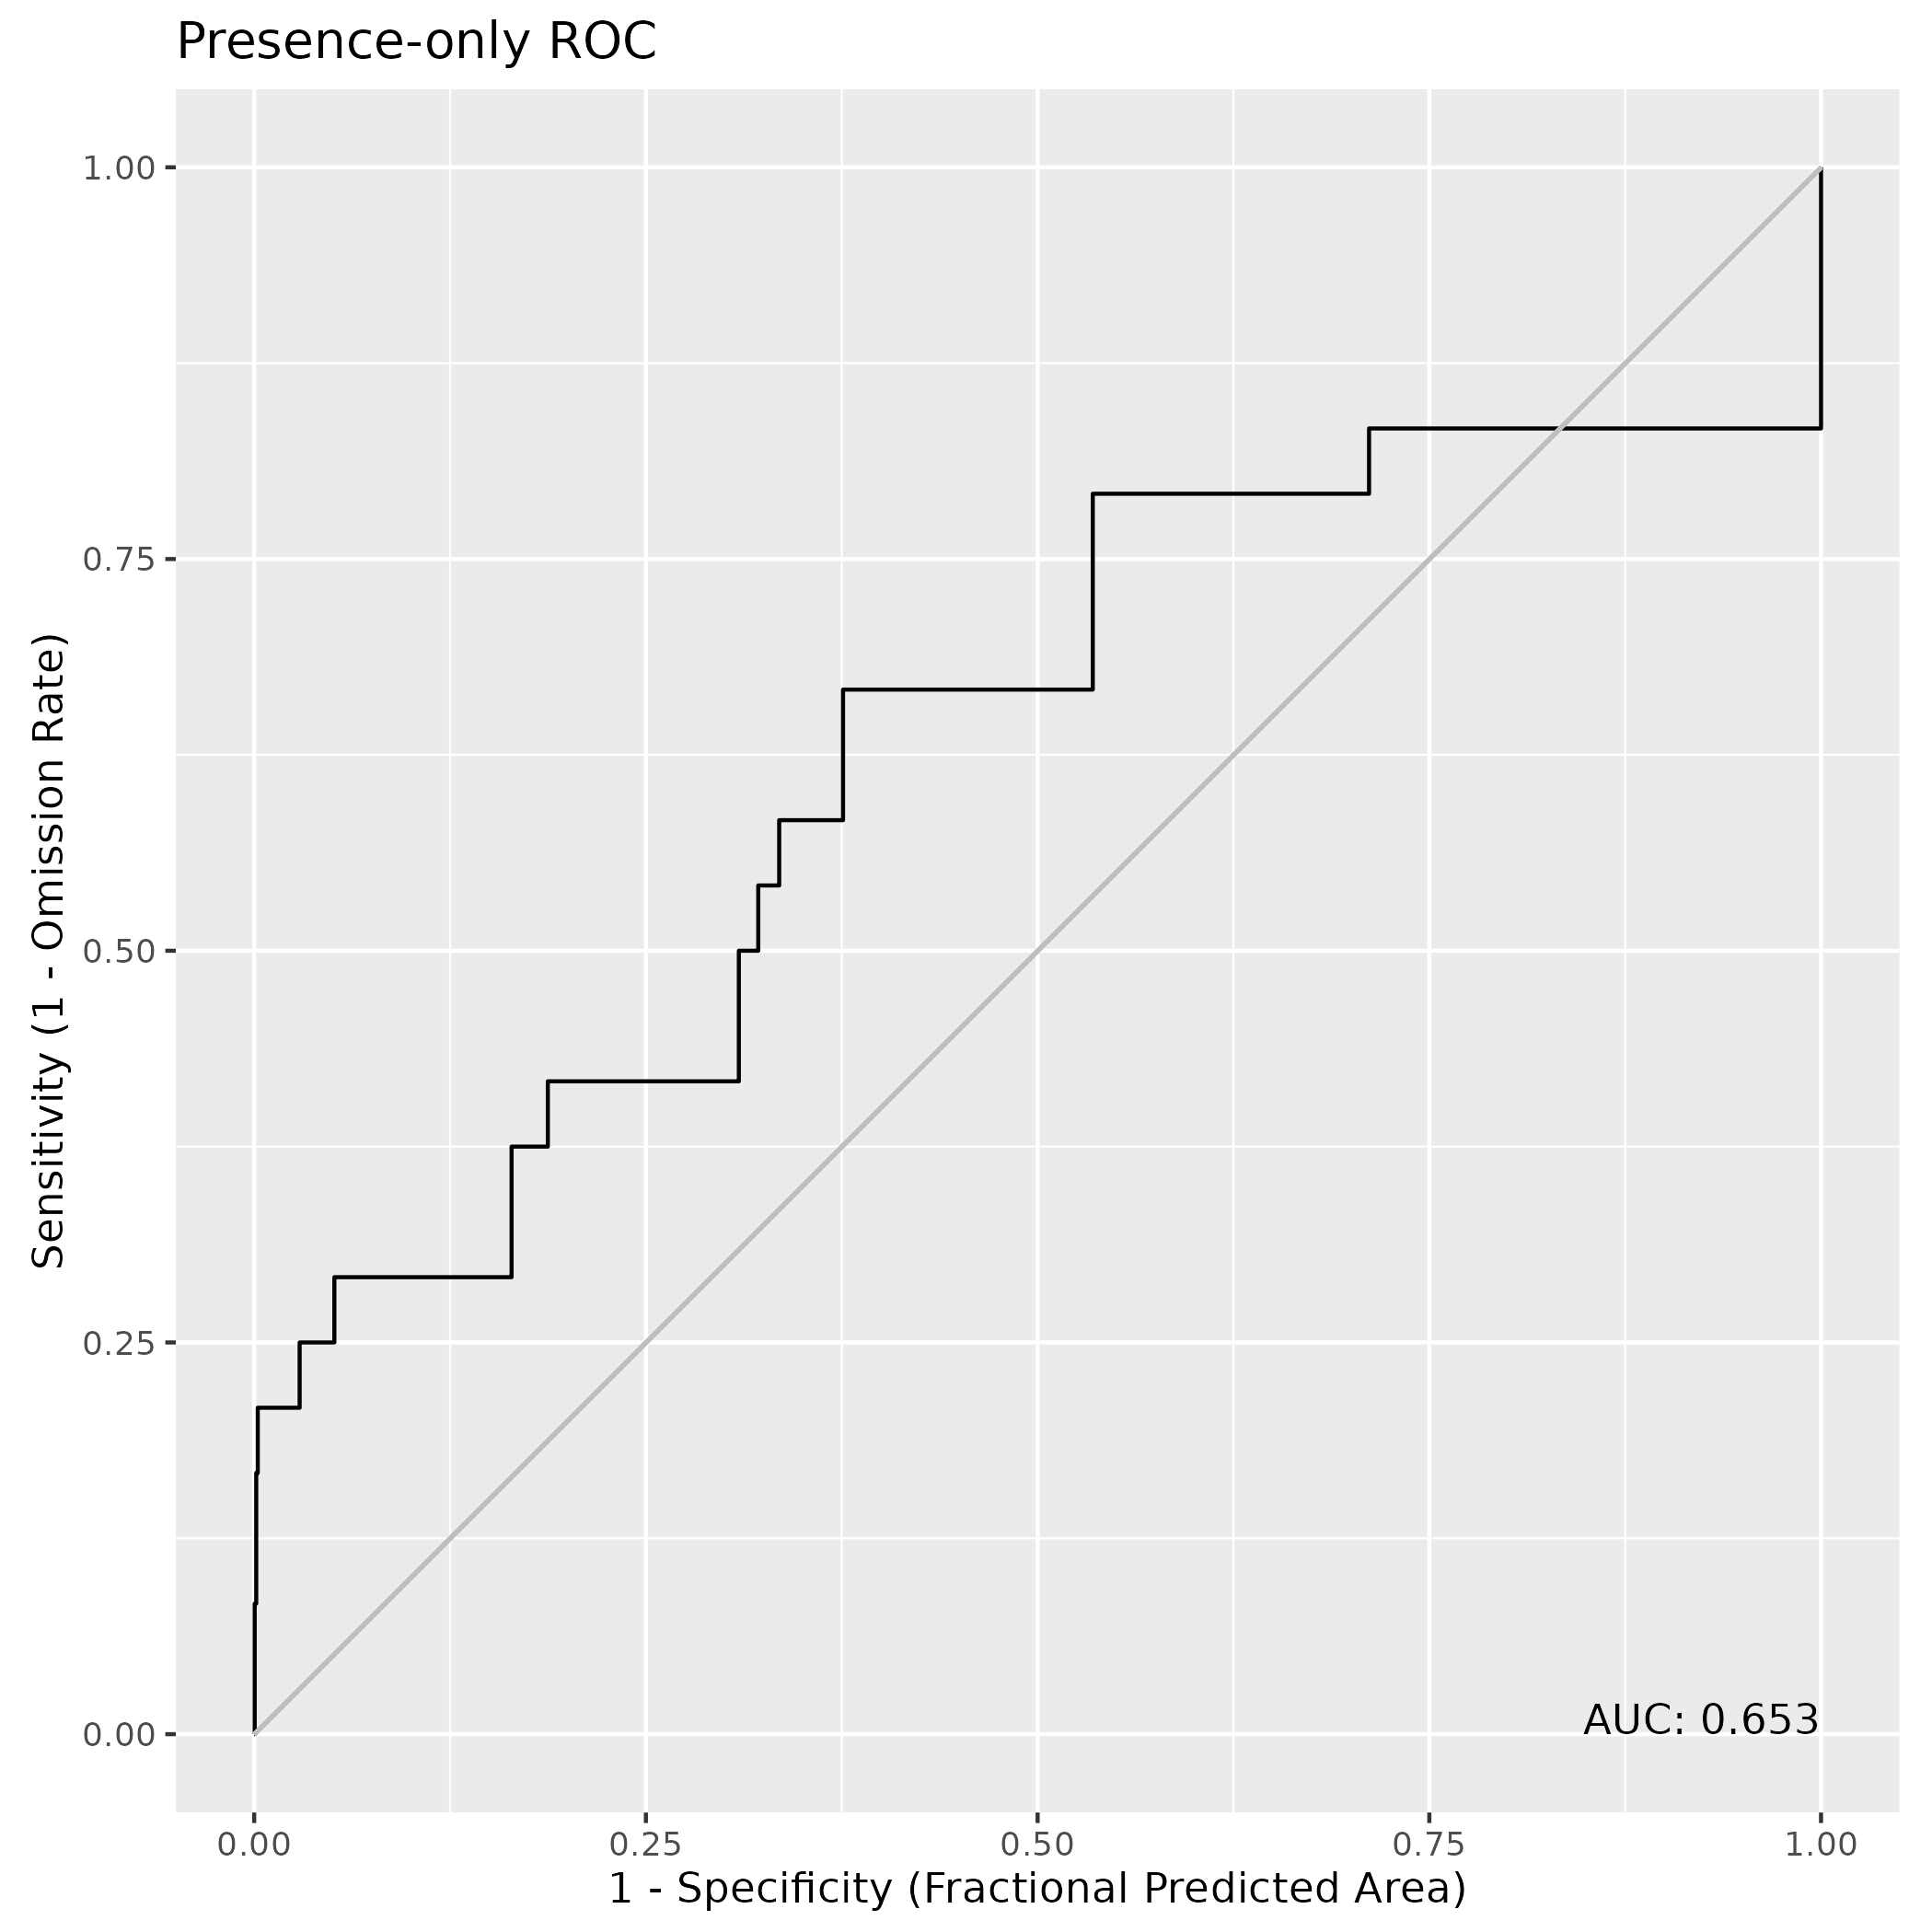 Presence-only ROC
Sensitivity (1 - Omission Rate)
1.00
0.75
0.50
0.25
0.00
AUC: 0.653
0.00 0.25 0.50 0.75 1.00
1 - Specificity (Fractional Predicted Area)